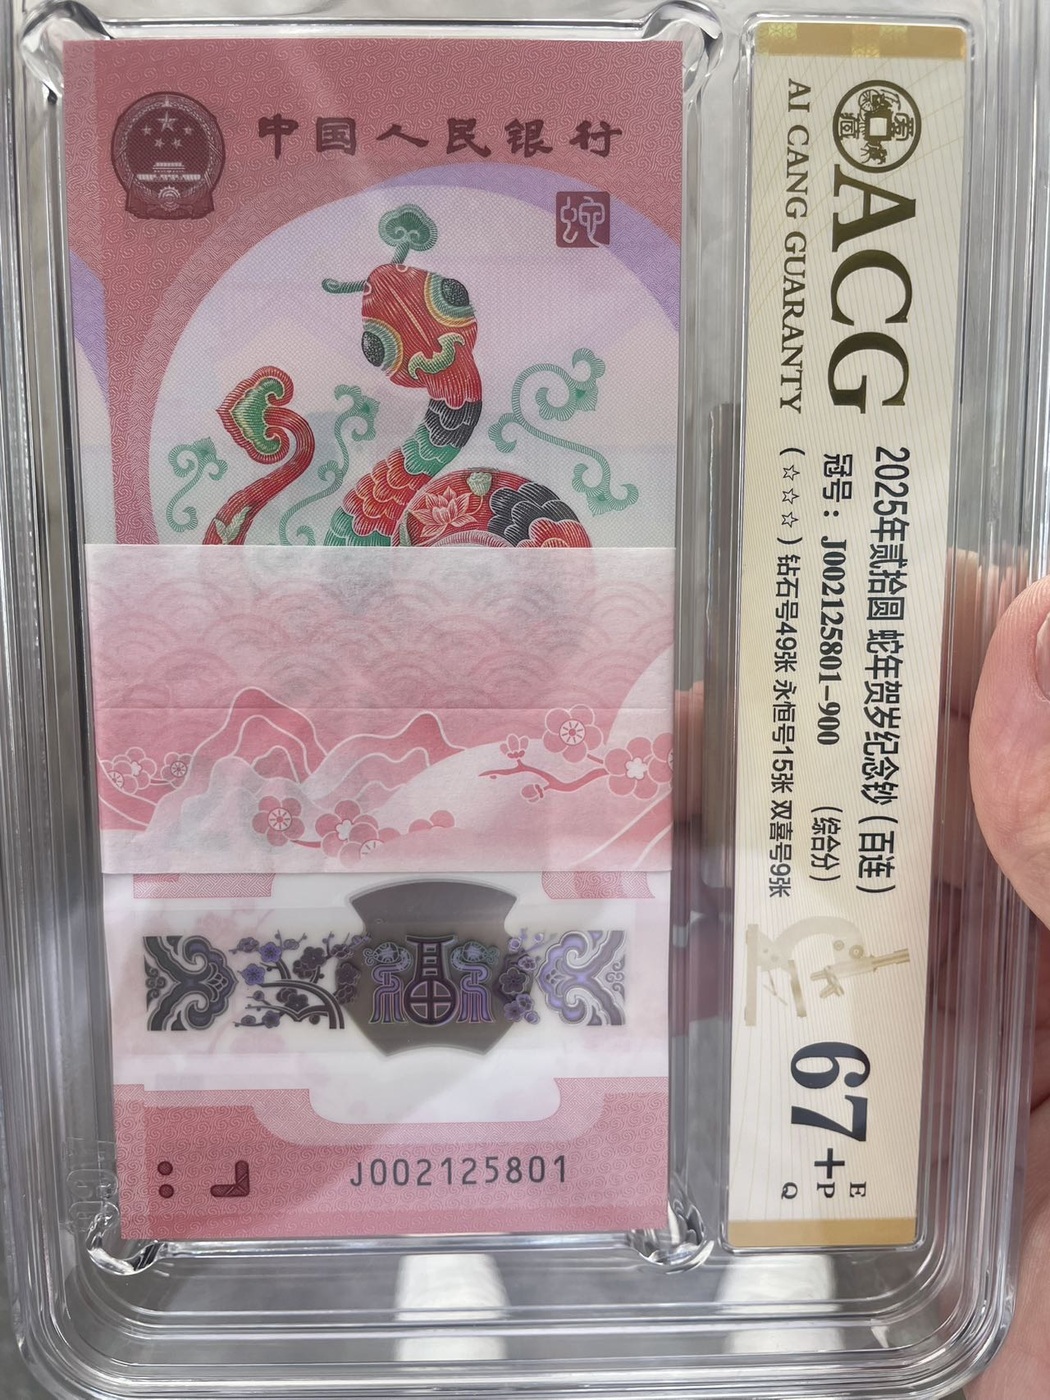 中国人民银行
蛇
J002125801
ACG
AI CANG GUARANTY
2025年贰拾圆 蛇年贺岁纪念钞（百连）
冠号：J002125801-900 （综合分）
（☆☆☆）钻石号49张 永恒号15张 双喜号9张
67+
E
P
Q